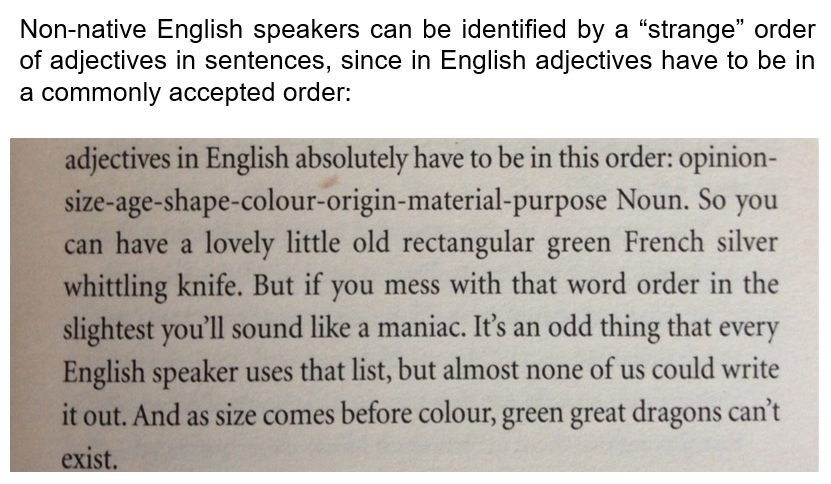 Non-native English speakers can be identified by a “strange” order
of adjectives in sentences, since in English adjectives have to be in
a commonly accepted order:
adjectives in English absolutely have to be in this order: opinion-
size-age-shape-colour-origin-material-purpose Noun. So you
can have a lovely little old rectangular green French silver
whittling knife. But if you mess with that word order in the
slightest you’ll sound like a maniac. It’s an odd thing that every
English speaker uses that list, but almost none of us could write
it out. And as size comes before colour, green great dragons can’t
exist.